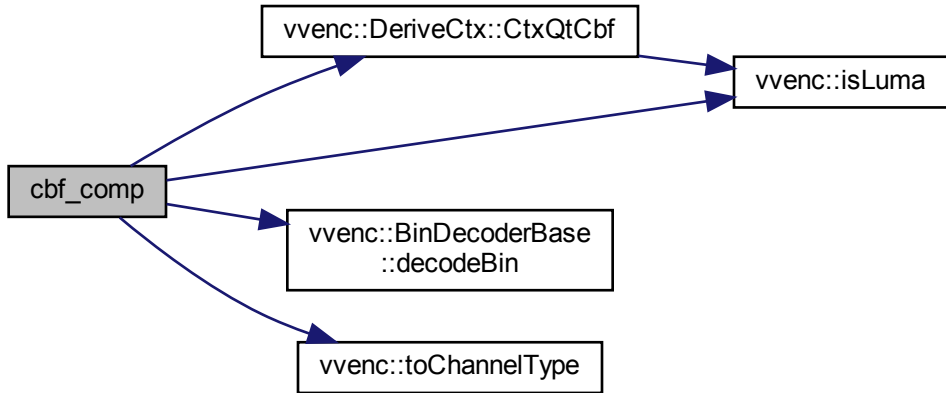 vvenc::DeriveCtx::CtxQtCbf
vvenc::isLuma
cbf_comp
vvenc::BinDecoderBase
::decodeBin
vvenc::toChannelType